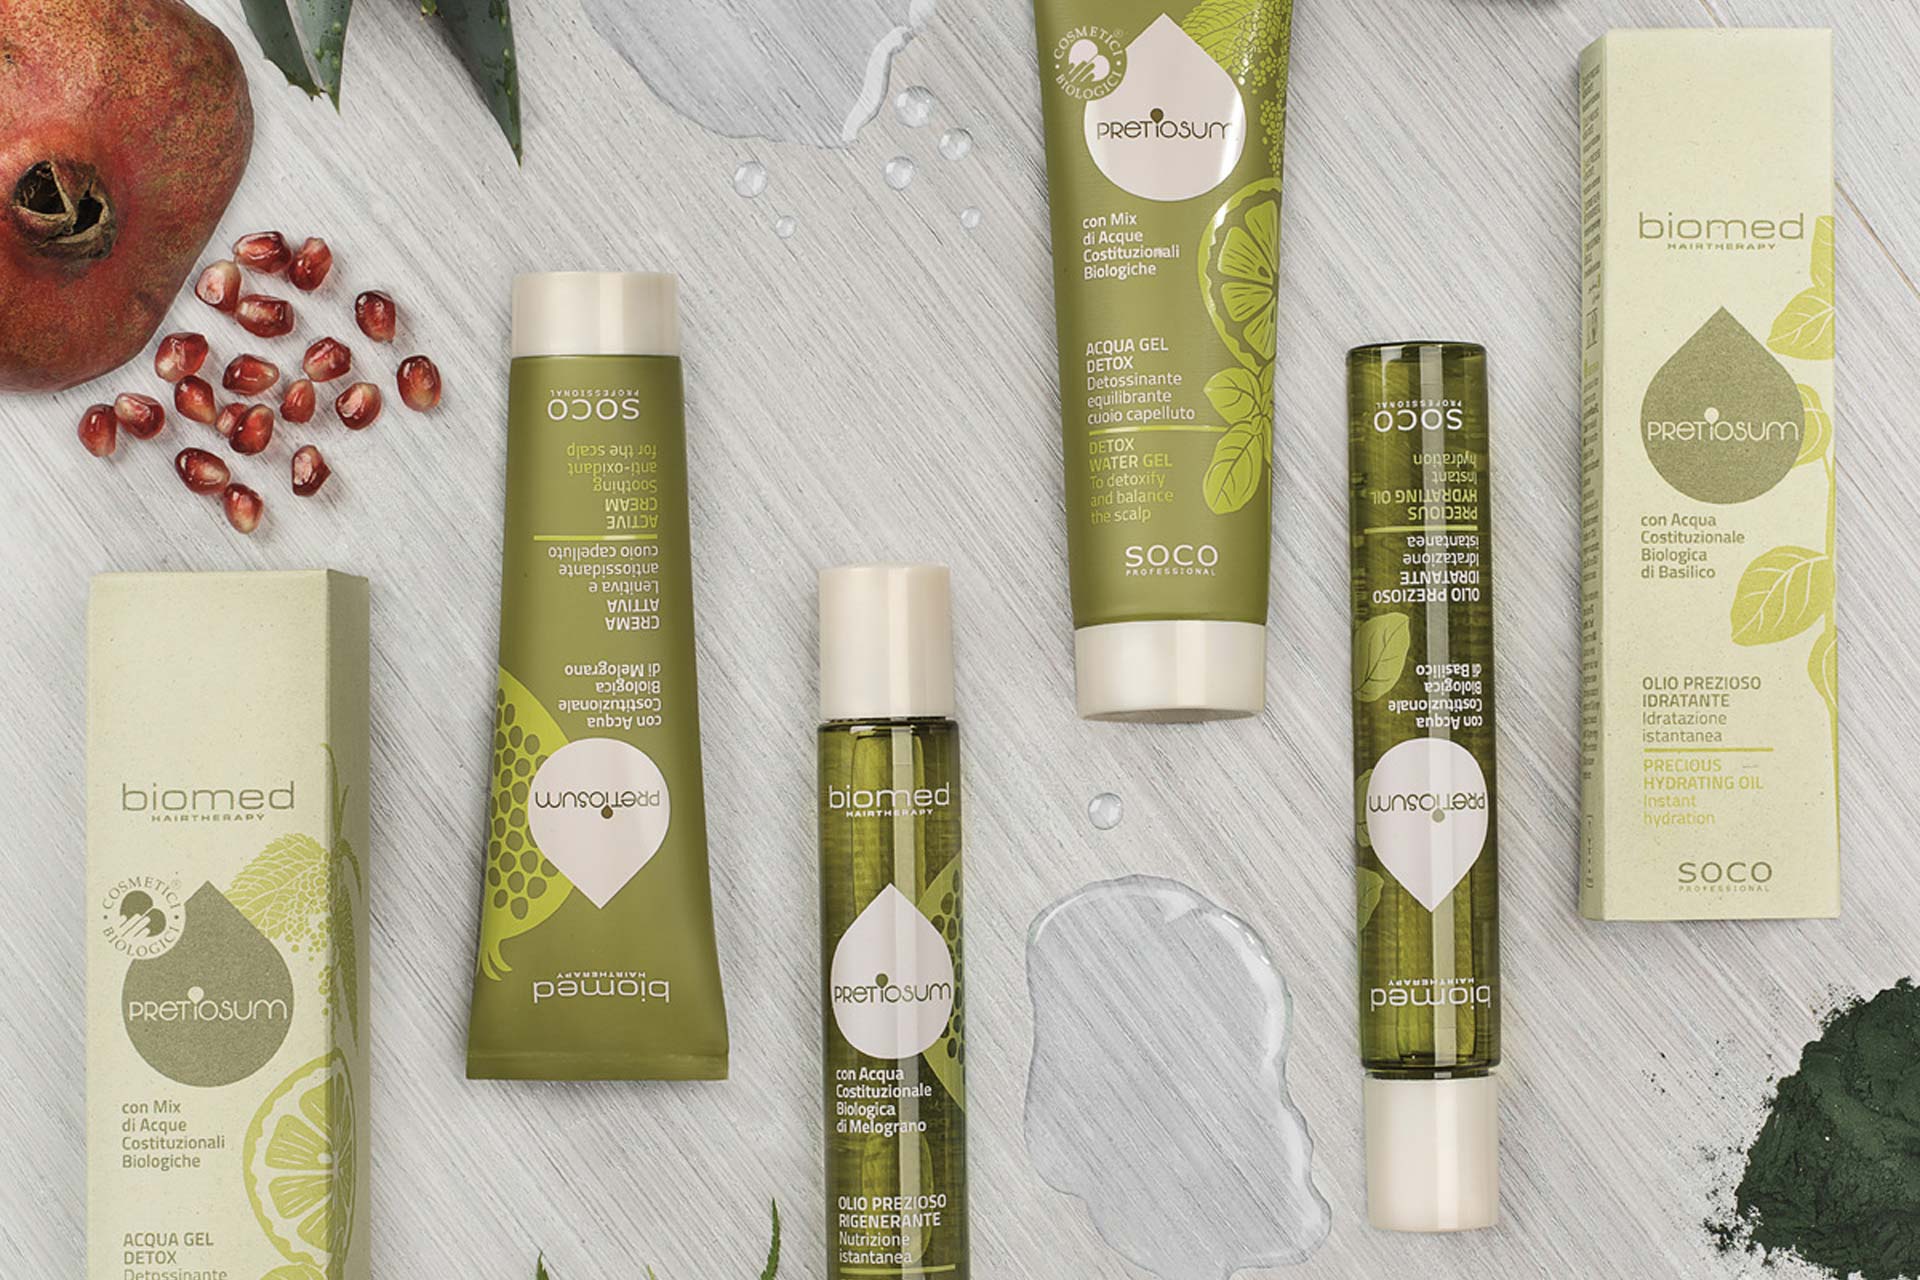 biomed
HAIRTHERAPY
COSMETICI
BIOLOGICI
PRETIOSUM
con Mix
di Acque
Costituzionali
Biologiche
ACQUA GEL
DETOX
Detossinante
biomed
HAIRTHERAPY
PRETIOSUM
con Acqua
Costituzionale
Biologica
di Melograno
CREMA
ATTIVA
Lenitiva e
antiossidante
cuoio capelluto
ACTIVE
CREAM
Soothing
anti-oxidant
for the scalp
SOCO
PROFESSIONAL
biomed
HAIRTHERAPY
PRETIOSUM
con Acqua
Costituzionale
Biologica
di Melograno
OLIO PREZIOSO
RIGENERANTE
Nutrizione
istantanea
COSMETICI
BIOLOGICI
PRETIOSUM
con Mix
di Acque
Costituzionali
Biologiche
ACQUA GEL
DETOX
Detossinante
equilibrante
cuoio capelluto
DETOX
WATER GEL
To detoxify
and balance
the scalp
SOCO
PROFESSIONAL
biomed
HAIRTHERAPY
PRETIOSUM
con Acqua
Costituzionale
Biologica
di Basilico
OLIO PREZIOSO
IDRATANTE
Idratazione
istantanea
PRECIOUS
HYDRATING OIL
Instant
hydration
SOCO
PROFESSIONAL
biomed
HAIRTHERAPY
PRETIOSUM
con Acqua
Costituzionale
Biologica
di Basilico
OLIO PREZIOSO
IDRATANTE
Idratazione
istantanea
PRECIOUS
HYDRATING OIL
Instant
hydration
SOCO
PROFESSIONAL